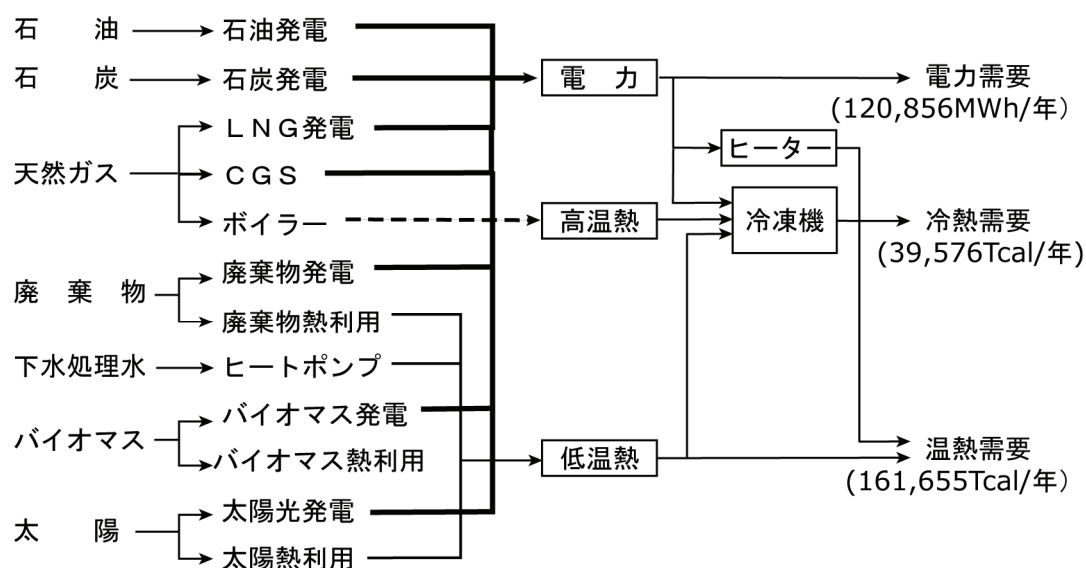 石　油
石油発電
石　炭
石炭発電
電　力
電力需要
(120,856MWh/年)
天然ガス
ＬＮＧ発電
ＣＧＳ
ボイラー
ヒーター
高温熱
冷凍機
冷熱需要
(39,576Tcal/年)
廃　棄　物
廃棄物発電
廃棄物熱利用
下水処理水
ヒートポンプ
バイオマス
バイオマス発電
バイオマス熱利用
低温熱
温熱需要
(161,655Tcal/年)
太　陽
太陽光発電
太陽熱利用